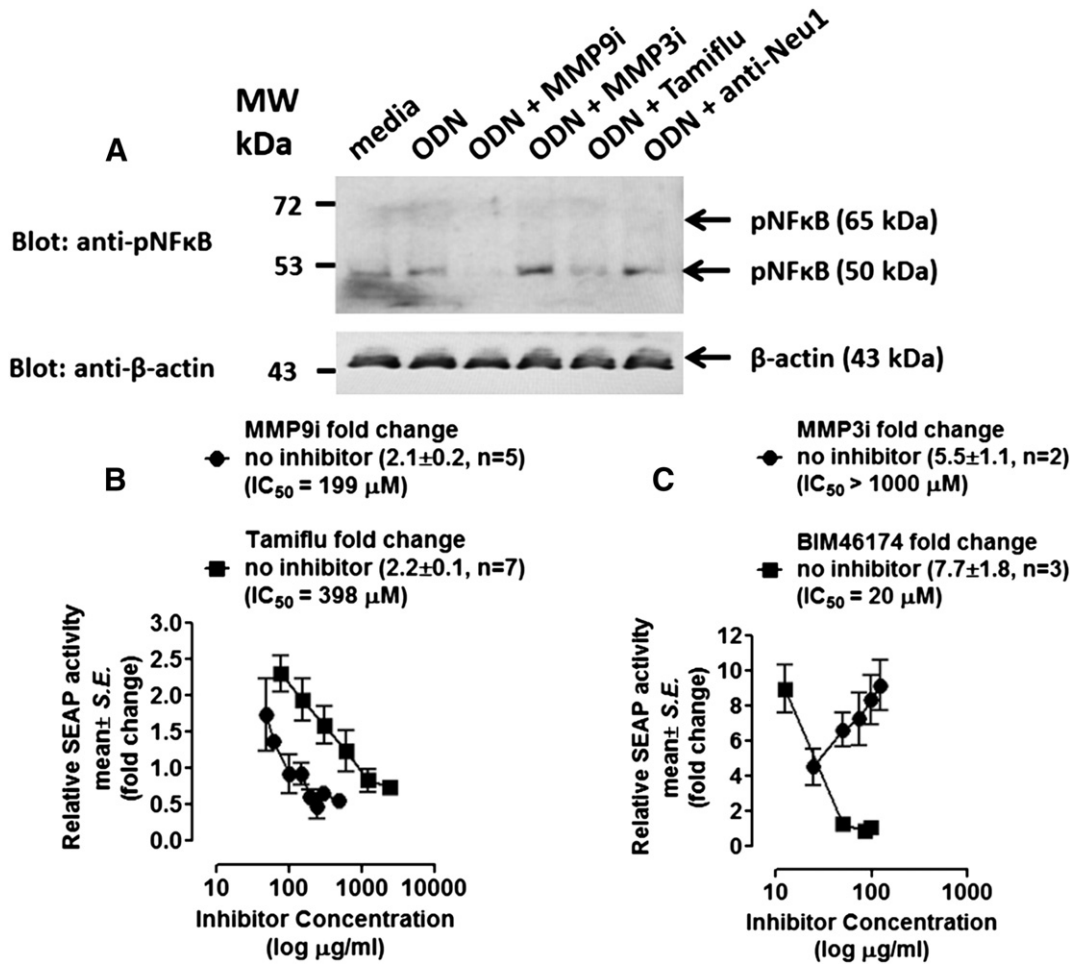 A
MW
kDa
media
ODN
ODN + MMP9i
ODN + MMP3i
ODN + Tamiflu
ODN + anti-Neu1
Blot: anti-pNFκB
72
53
pNFκB (65 kDa)
pNFκB (50 kDa)
Blot: anti-β-actin
43
β-actin (43 kDa)
B
MMP9i fold change
no inhibitor (2.1±0.2, n=5)
(IC50 = 199 μM)
Tamiflu fold change
no inhibitor (2.2±0.1, n=7)
(IC50 = 398 μM)
Relative SEAP activity
mean± S.E.
(fold change)
3.0
2.5
2.0
1.5
1.0
0.5
0.0
10 100 1000 10000
Inhibitor Concentration
(log μg/ml)
C
MMP3i fold change
no inhibitor (5.5±1.1, n=2)
(IC50 > 1000 μM)
BIM46174 fold change
no inhibitor (7.7±1.8, n=3)
(IC50 = 20 μM)
Relative SEAP activity
mean± S.E.
(fold change)
12
10
8
6
4
2
0
10 100 1000
Inhibitor Concentration
(log μg/ml)